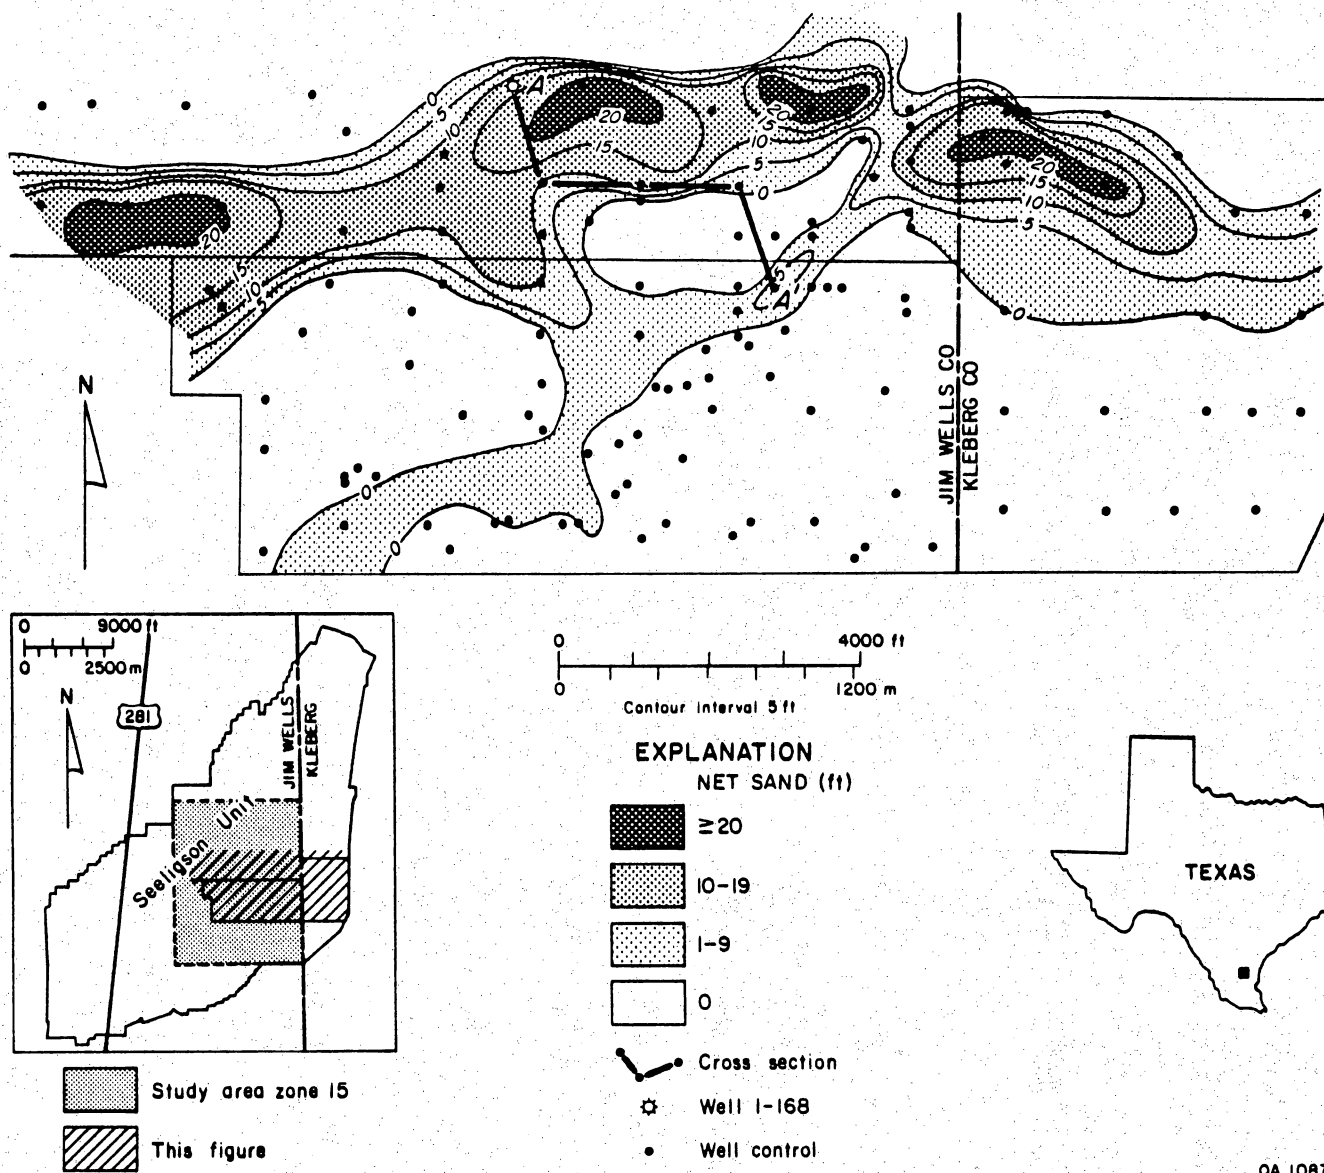 0
5
10
A
20
15
20
15
10
5
0
20
15
10
5
20
15
10
5
5
A'
0
0
0
N
JIM WELLS CO
KLEBERG CO
0 9000 ft
0 2500 m
N
281
JIM WELLS
KLEBERG
Seeligson Unit
Study area zone 15
This figure
0 4000 ft
0 1200 m
Contour interval 5 ft
EXPLANATION
NET SAND (ft)
≥20
10-19
1-9
0
Cross section
Well 1-168
Well control
TEXAS